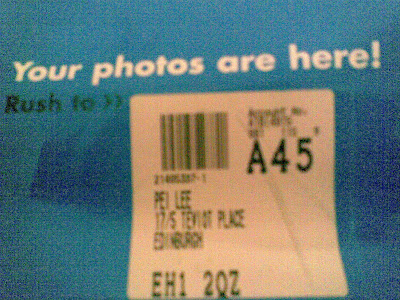 Your photos are here!
Rush to >>
A45
PEI LEE
17/5 TEVIOT PLACE
EDINBURGH
EH1 2QZ